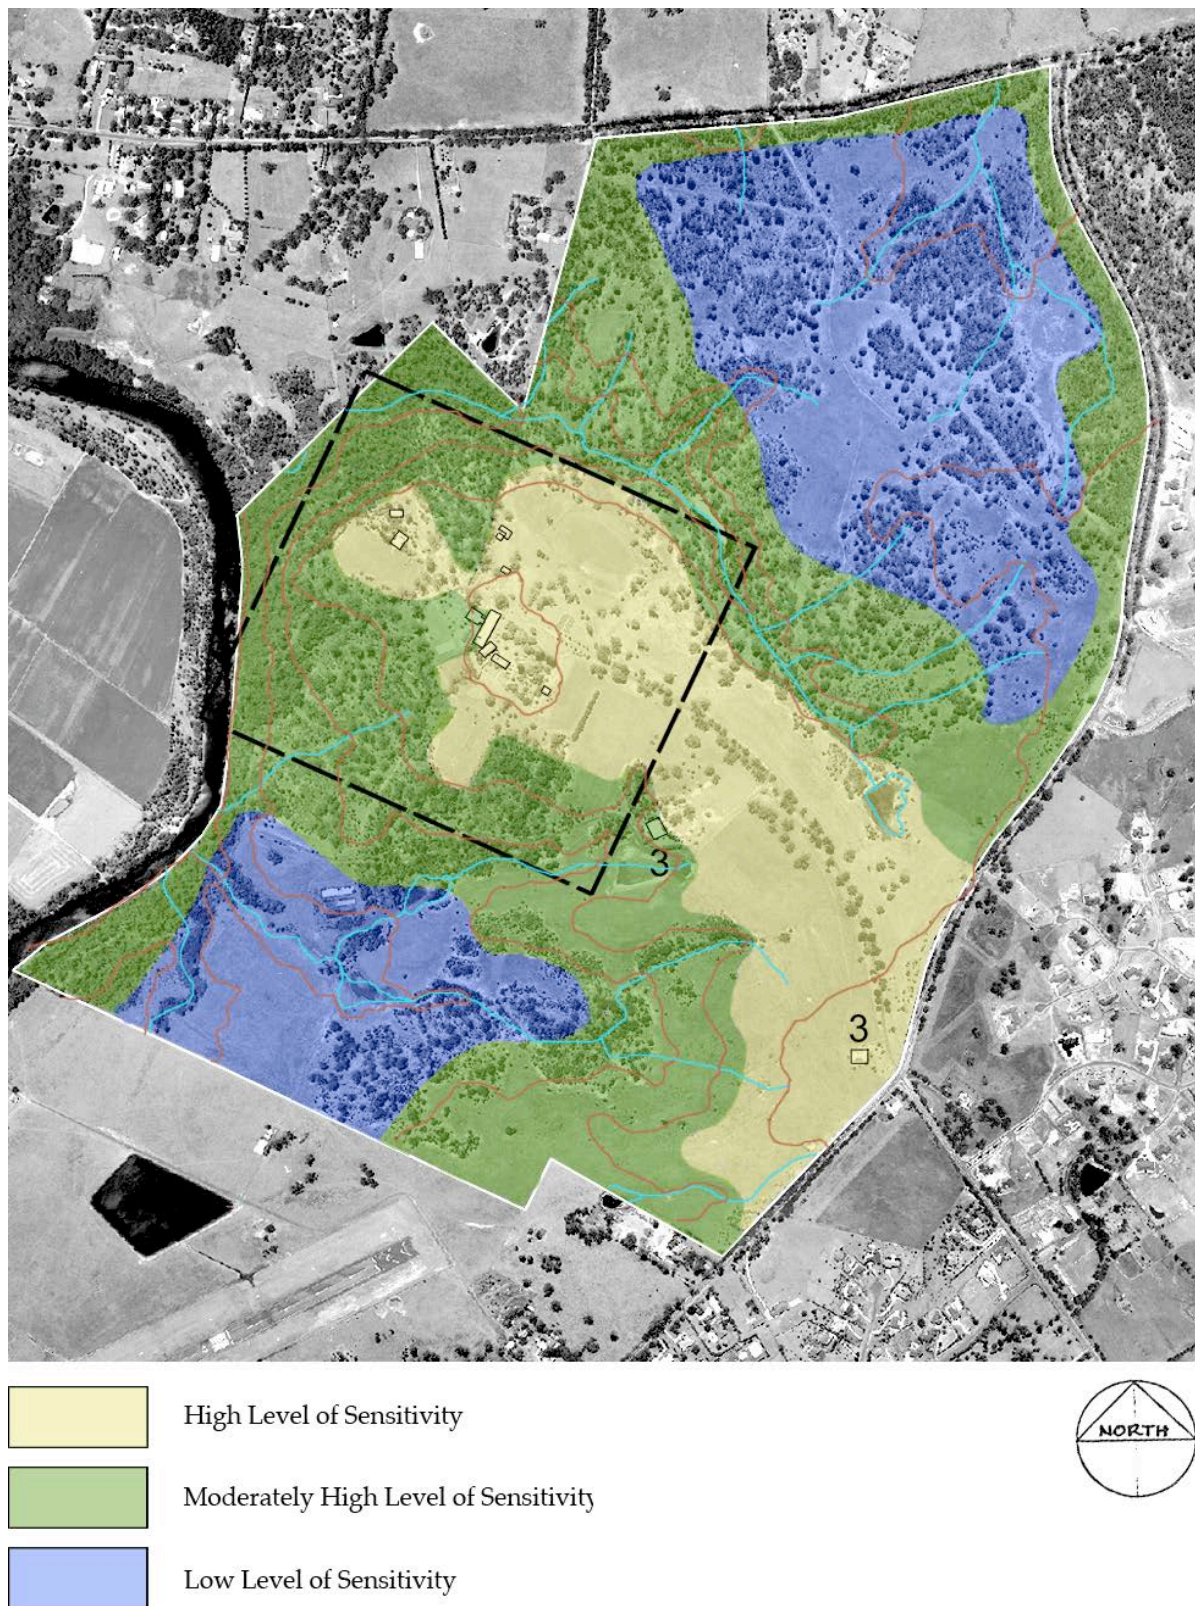 3
3
High Level of Sensitivity
NORTH
Moderately High Level of Sensitivity
Low Level of Sensitivity